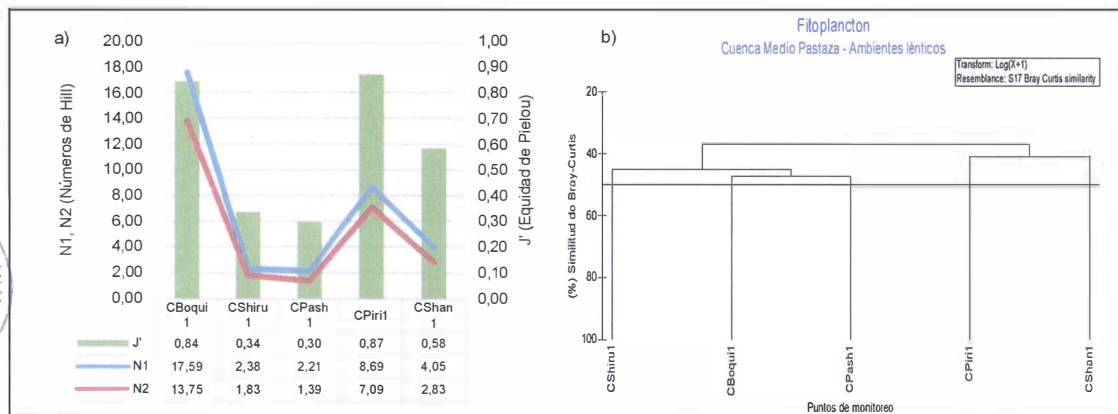 a)
20,00
18,00
16,00
14,00
12,00
10,00
8,00
6,00
4,00
2,00
0,00
N1, N2 (Números de Hill)
1,00
0,90
0,80
0,70
0,60
0,50
0,40
0,30
0,20
0,10
0,00
J' (Equidad de Pielou)
CBoqui 1 CShiru 1 CPash 1 CPiri1 CShan 1
J' 0,84 0,34 0,30 0,87 0,58
N1 17,59 2,38 2,21 8,69 4,05
N2 13,75 1,83 1,39 7,09 2,83
b)
Fitoplancton
Cuenca Medio Pastaza - Ambientes lénticos
Transform: Log(X+1)
Resemblance: S17 Bray Curtis similarity
20
40
60
80
100
(%) Similitud do Bray-Curtis
CShiru1
CBoqui1
CPash1
CPiri1
CShan1
Puntos de monitoreo